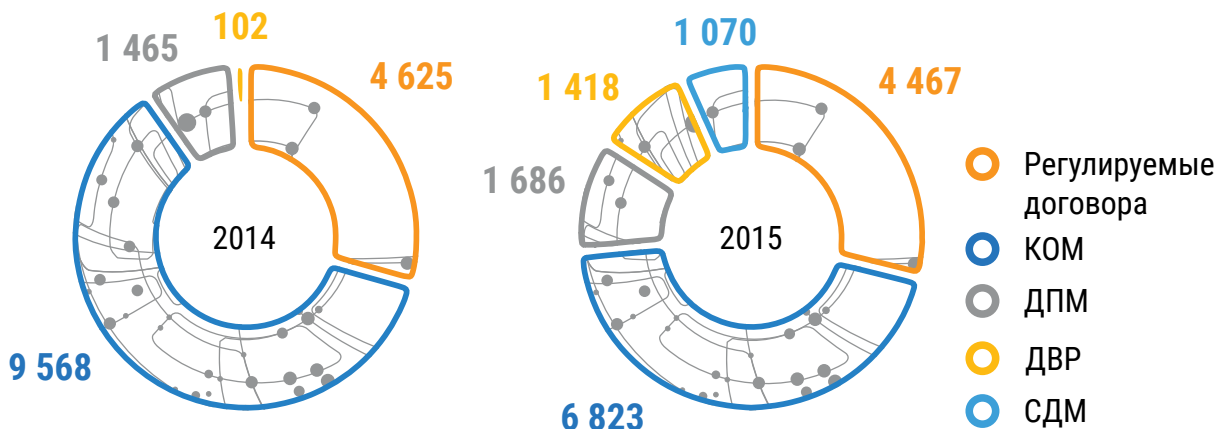 102
1 465
4 625
9 568
2014
1 070
1 418
4 467
1 686
6 823
2015
Регулируемые
договора
КОМ
ДПМ
ДВР
СДМ